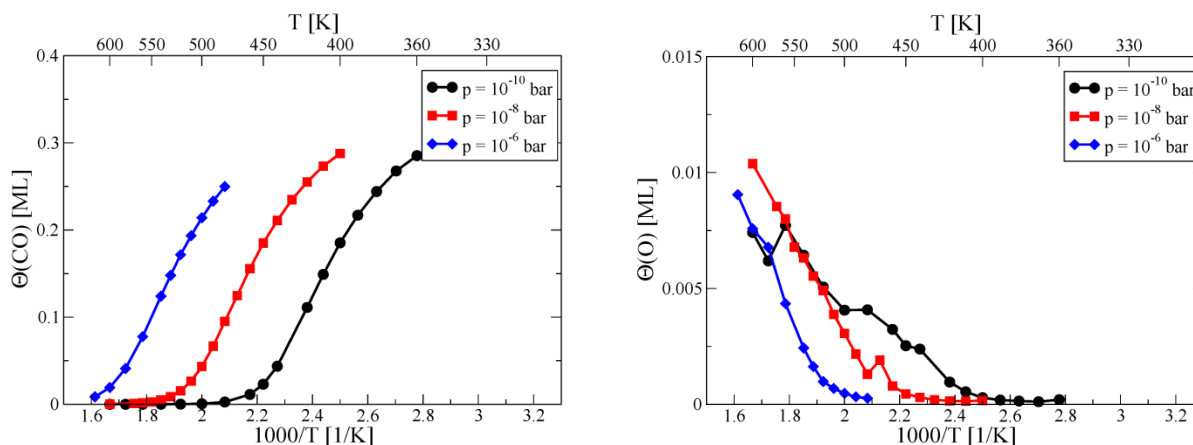 T [K]
600 550 500 450 400 360 330
0.4
0.3
0.2
0.1
0
Θ(CO) [ML]
p = 10⁻¹⁰ bar
p = 10⁻⁸ bar
p = 10⁻⁶ bar
1.6 1.8 2 2.2 2.4 2.6 2.8 3 3.2
1000/T [1/K]
T [K]
600 550 500 450 400 360 330
0.015
0.01
0.005
0
Θ(O) [ML]
p = 10⁻¹⁰ bar
p = 10⁻⁸ bar
p = 10⁻⁶ bar
1.6 1.8 2 2.2 2.4 2.6 2.8 3 3.2
1000/T [1/K]